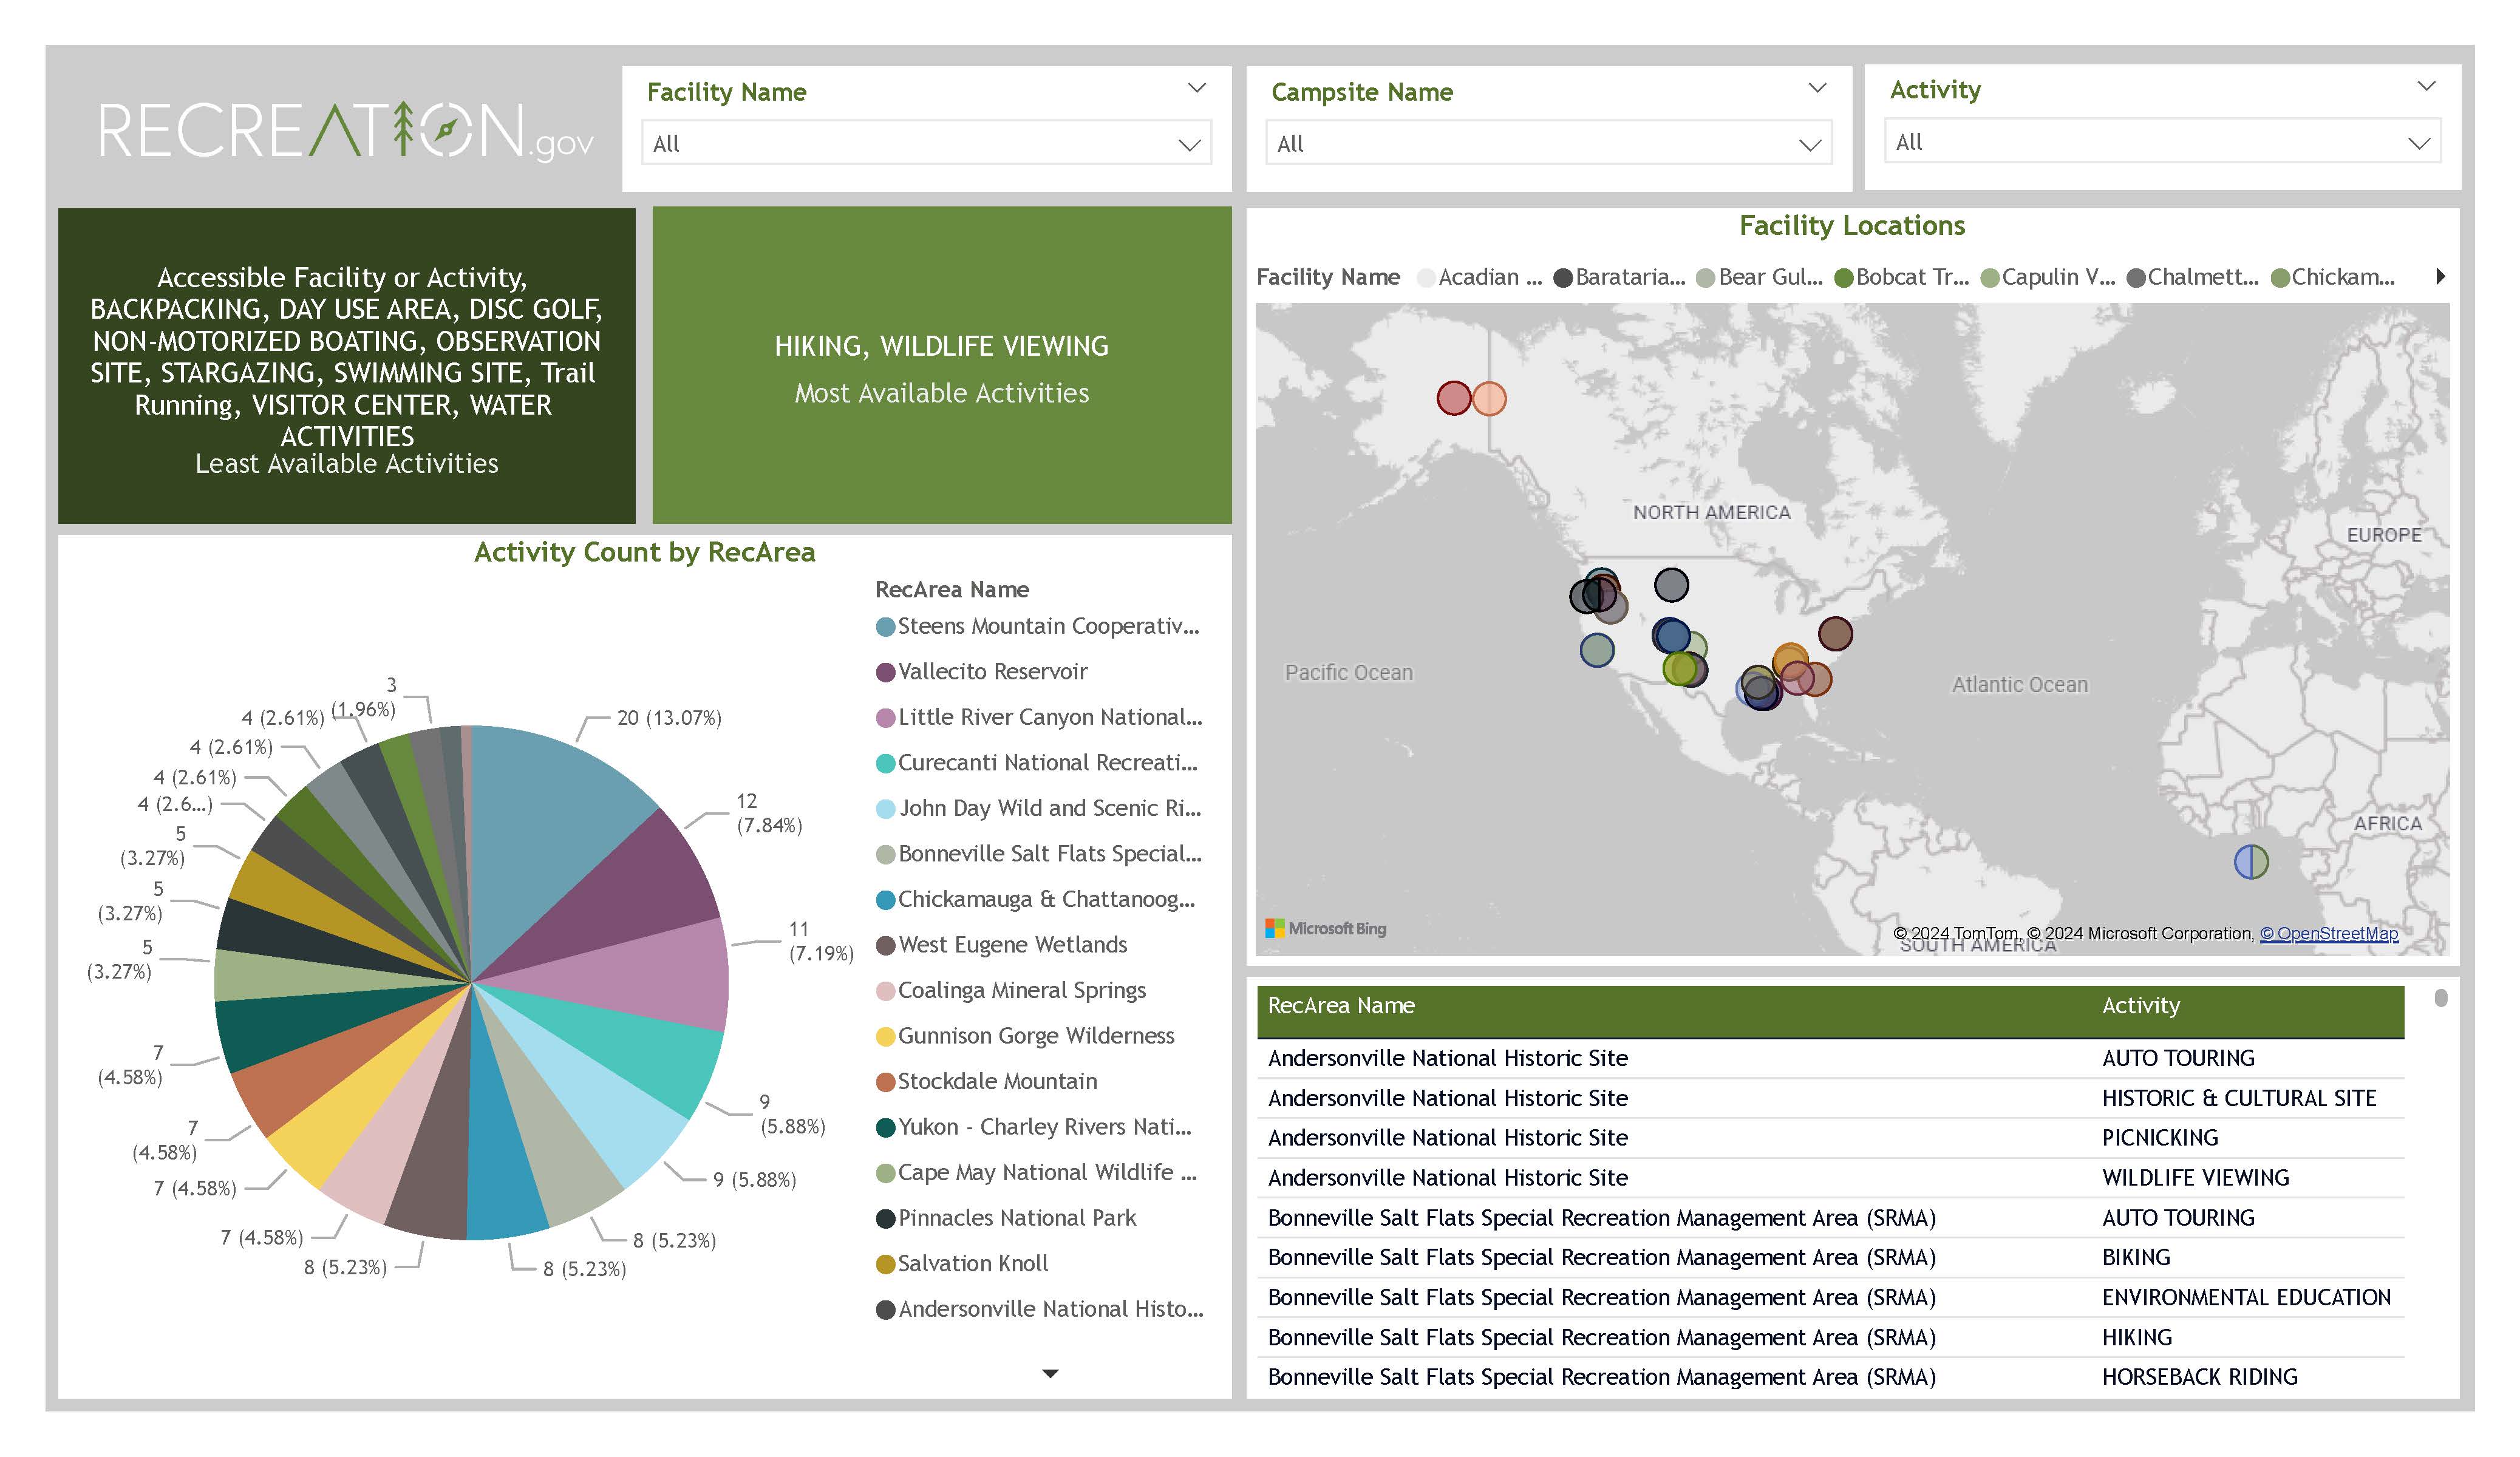 RECREATION.gov
Facility Name
All
Campsite Name
All
Activity
All
Accessible Facility or Activity,
BACKPACKING, DAY USE AREA, DISC GOLF,
NON-MOTORIZED BOATING, OBSERVATION
SITE, STARGAZING, SWIMMING SITE, Trail
Running, VISITOR CENTER, WATER
ACTIVITIES
Least Available Activities
HIKING, WILDLIFE VIEWING
Most Available Activities
Activity Count by RecArea
20 (13.07%)
12
(7.84%)
11
(7.19%)
9
(5.88%)
9 (5.88%)
8 (5.23%)
8 (5.23%)
8 (5.23%)
7 (4.58%)
7 (4.58%)
7
(4.58%)
7
(4.58%)
5
(3.27%)
5
(3.27%)
5
(3.27%)
4 (2.6...)
4 (2.61%)
4 (2.61%)
4 (2.61%)
3
(1.96%)
RecArea Name
Steens Mountain Cooperativ...
Vallecito Reservoir
Little River Canyon National...
Curecanti National Recreati...
John Day Wild and Scenic Ri...
Bonneville Salt Flats Special...
Chickamauga & Chattanoog...
West Eugene Wetlands
Coalinga Mineral Springs
Gunnison Gorge Wilderness
Stockdale Mountain
Yukon - Charley Rivers Nati...
Cape May National Wildlife ...
Pinnacles National Park
Salvation Knoll
Andersonville National Histo...
Facility Locations
Facility Name Acadian ... Barataria... Bear Gul... Bobcat Tr... Capulin V... Chalmett... Chickam...
NORTH AMERICA
EUROPE
Pacific Ocean
Atlantic Ocean
AFRICA
Microsoft Bing
© 2024 TomTom, © 2024 Microsoft Corporation, © OpenStreetMap
SOUTH AMERICA
RecArea Name Activity
Andersonville National Historic Site AUTO TOURING
Andersonville National Historic Site HISTORIC & CULTURAL SITE
Andersonville National Historic Site PICNICKING
Andersonville National Historic Site WILDLIFE VIEWING
Bonneville Salt Flats Special Recreation Management Area (SRMA) AUTO TOURING
Bonneville Salt Flats Special Recreation Management Area (SRMA) BIKING
Bonneville Salt Flats Special Recreation Management Area (SRMA) ENVIRONMENTAL EDUCATION
Bonneville Salt Flats Special Recreation Management Area (SRMA) HIKING
Bonneville Salt Flats Special Recreation Management Area (SRMA) HORSEBACK RIDING